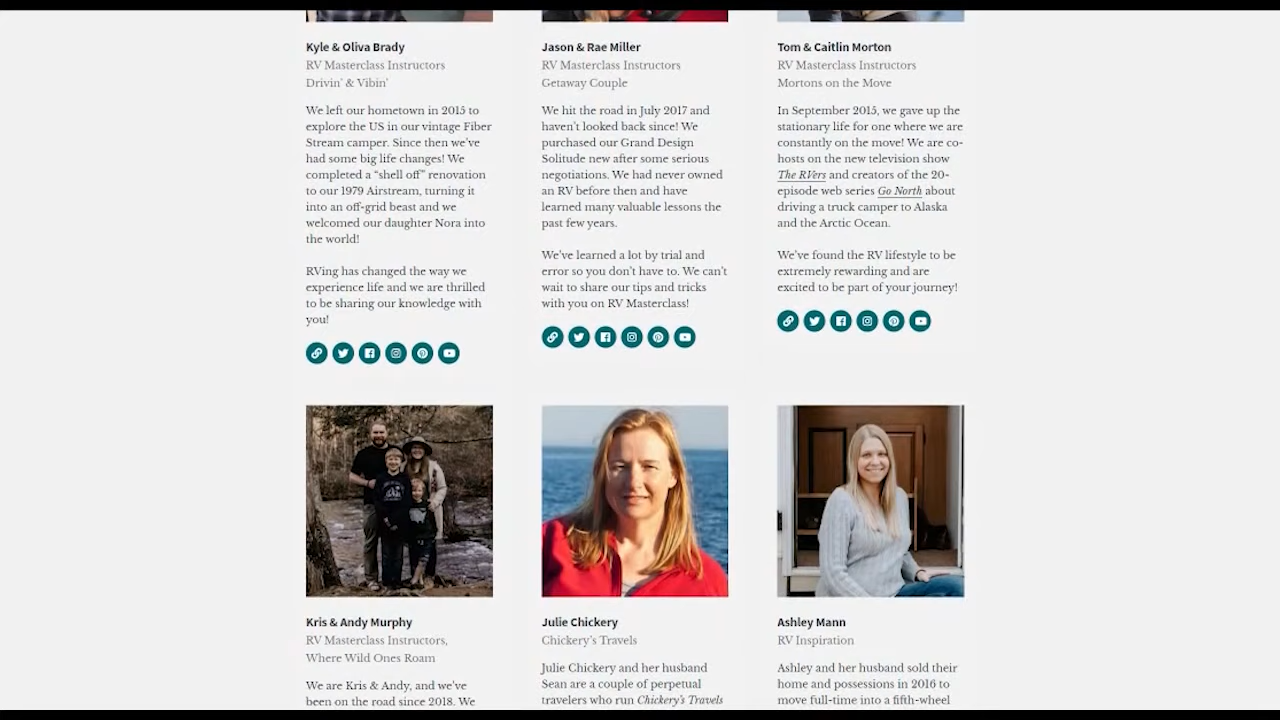 Kyle & Oliva Brady
RV Masterclass Instructors
Drivin' & Vibin'
We left our hometown in 2015 to
explore the US in our vintage Fiber
Stream camper. Since then we've
had some big life changes! We
completed a “shell off” renovation
to our 1979 Airstream, turning it
into an off-grid beast and we
welcomed our daughter Nora into
the world!
RVing has changed the way we
experience life and we are thrilled
to be sharing our knowledge with
you!
Jason & Rae Miller
RV Masterclass Instructors
Getaway Couple
We hit the road in July 2017 and
haven't looked back since! We
purchased our Grand Design
Solitude new after some serious
negotiations. We had never owned
an RV before then and have
learned many valuable lessons the
past few years.
We've learned a lot by trial and
error so you don't have to. We can't
wait to share our tips and tricks
with you on RV Masterclass!
Tom & Caitlin Morton
RV Masterclass Instructors
Mortons on the Move
In September 2015, we gave up the
stationary life for one where we are
constantly on the move! We are co-
hosts on the new television show
The RVers and creators of the 20-
episode web series Go North about
driving a truck camper to Alaska
and the Arctic Ocean.
We've found the RV lifestyle to be
extremely rewarding and are
excited to be part of your journey!
Kris & Andy Murphy
RV Masterclass Instructors,
Where Wild Ones Roam
We are Kris & Andy, and we've
been on the road since 2018. We
Julie Chickery
Chickery's Travels
Julie Chickery and her husband
Sean are a couple of perpetual
travelers who run Chickery's Travels
Ashley Mann
RV Inspiration
Ashley and her husband sold their
home and possessions in 2016 to
move full-time into a fifth-wheel